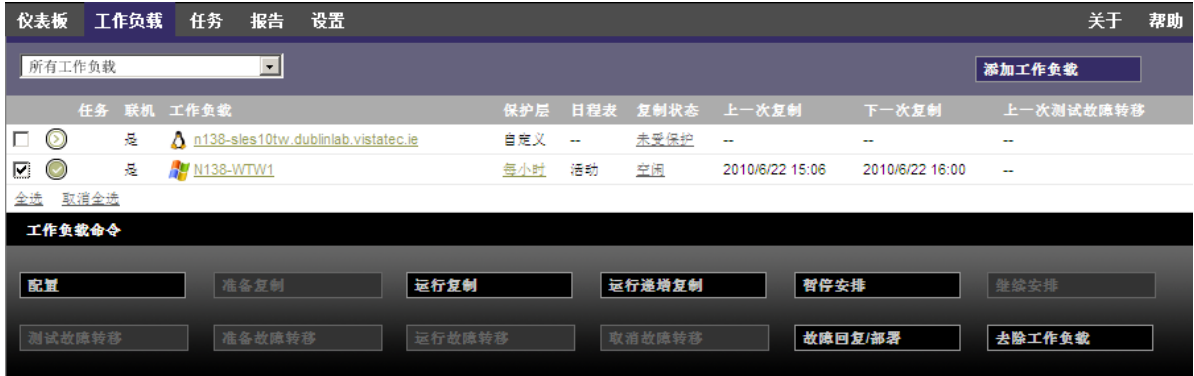 仪表板 工作负载 任务 报告 设置 关于 帮助
所有工作负载 添加工作负载
任务 联机 工作负载 保护层 日程表 复制状态 上一次复制 下一次复制 上一次测试故障转移
是 n138-sles10tw.dublinlab.vistatec.ie 自定义 -- 未受保护 -- -- --
是 N138-WTW1 每小时 活动 空闲 2010/6/22 15:06 2010/6/22 16:00 --
全选 取消全选
工作负载命令
配置 准备复制 运行复制 运行递增复制 暂停安排 继续安排
测试故障转移 准备故障转移 运行故障转移 取消故障转移 故障回复/部署 去除工作负载